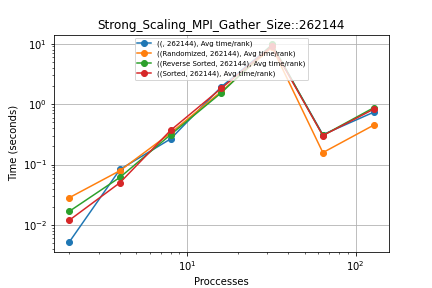 Strong_Scaling_MPI_Gather_Size::262144
10¹
10⁰
10⁻¹
10⁻²
Time (seconds)
((, 262144), Avg time/rank)
((Randomized, 262144), Avg time/rank)
((Reverse Sorted, 262144), Avg time/rank)
((Sorted, 262144), Avg time/rank)
10¹
10²
Proccesses